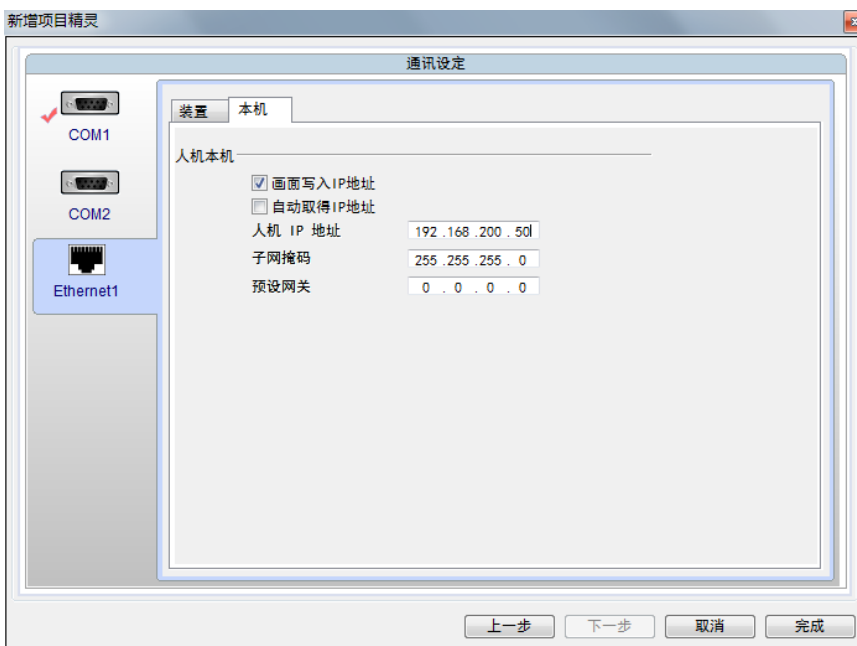 新增项目精灵
通讯设定
COM1
COM2
Ethernet1
装置 本机
人机本机
画面写入IP地址
自动取得IP地址
人机 IP 地址 192 .168 .200 . 50
子网掩码 255 .255 .255 . 0
预设网关 0 . 0 . 0 . 0
上一步 下一步 取消 完成